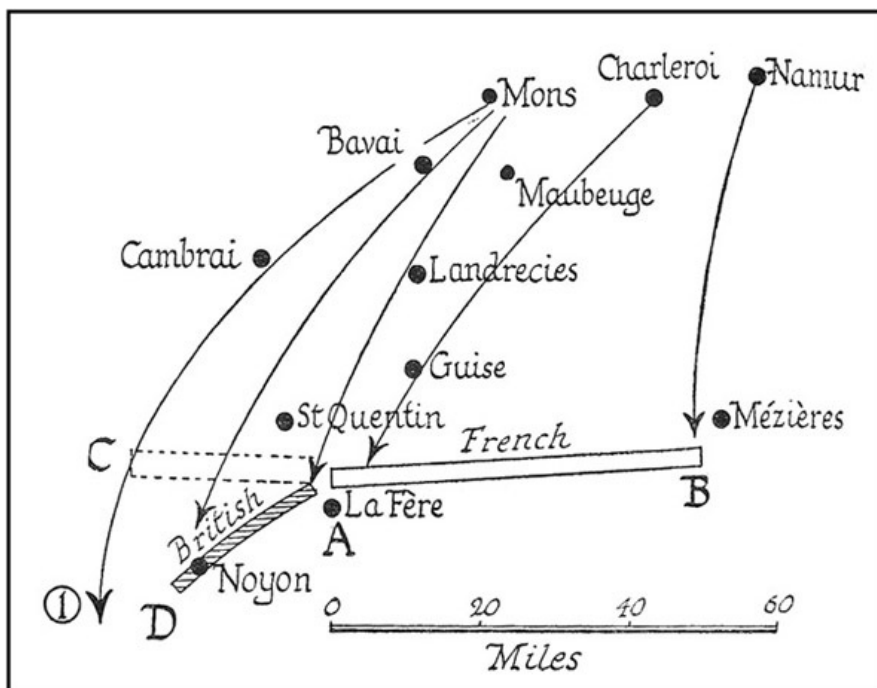 Charleroi
Namur
Mons
Bavai
Maubeuge
Cambrai
Landrecies
Guise
St Quentin
Mézières
French
C
B
La Fère
British
A
Noyon
①
D
0 20 40 60
Miles